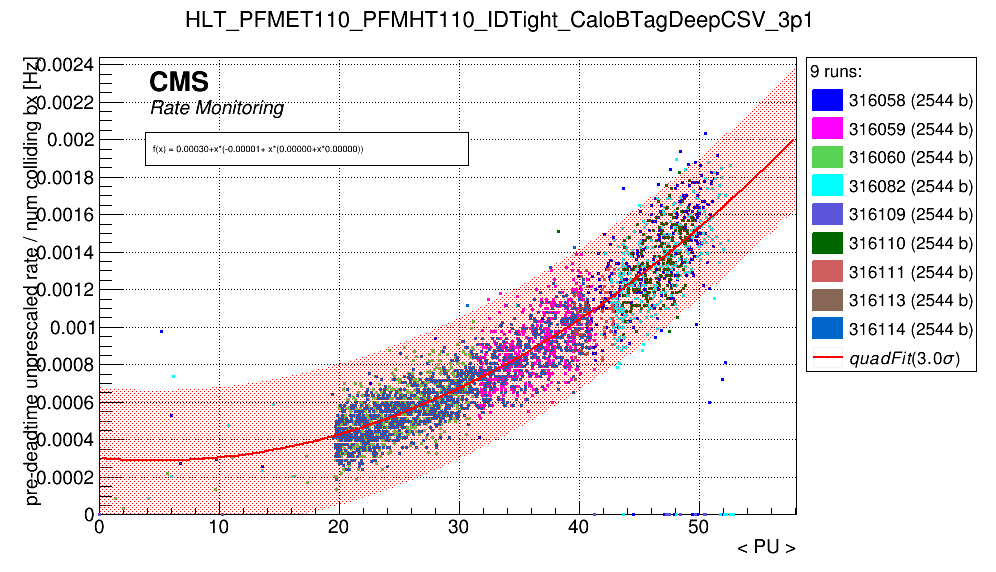 HLT_PFMET110_PFMHT110_IDTight_CaloBTagDeepCSV_3p1
pre-deadtime unprescaled rate / num colliding bx [Hz]
0.0024
0.0022
0.002
0.0018
0.0016
0.0014
0.0012
0.001
0.0008
0.0006
0.0004
0.0002
0
CMS
Rate Monitoring
f(x) = 0.00030+x*(-0.00001+ x*(0.00000+x*0.00000))
0 10 20 30 40 50
< PU >
9 runs:
316058 (2544 b)
316059 (2544 b)
316060 (2544 b)
316082 (2544 b)
316109 (2544 b)
316110 (2544 b)
316111 (2544 b)
316113 (2544 b)
316114 (2544 b)
quadFit(3.0σ)